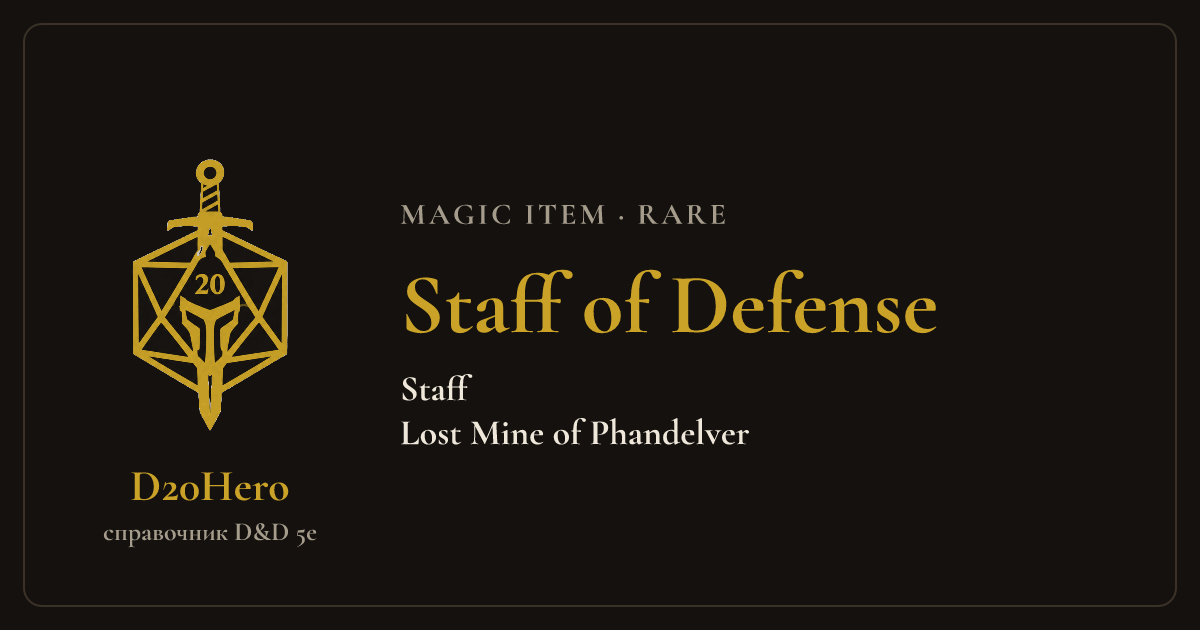 20
D20Hero
справочник D&D 5e
MAGIC ITEM · RARE
Staff of Defense
Staff
Lost Mine of Phandelver